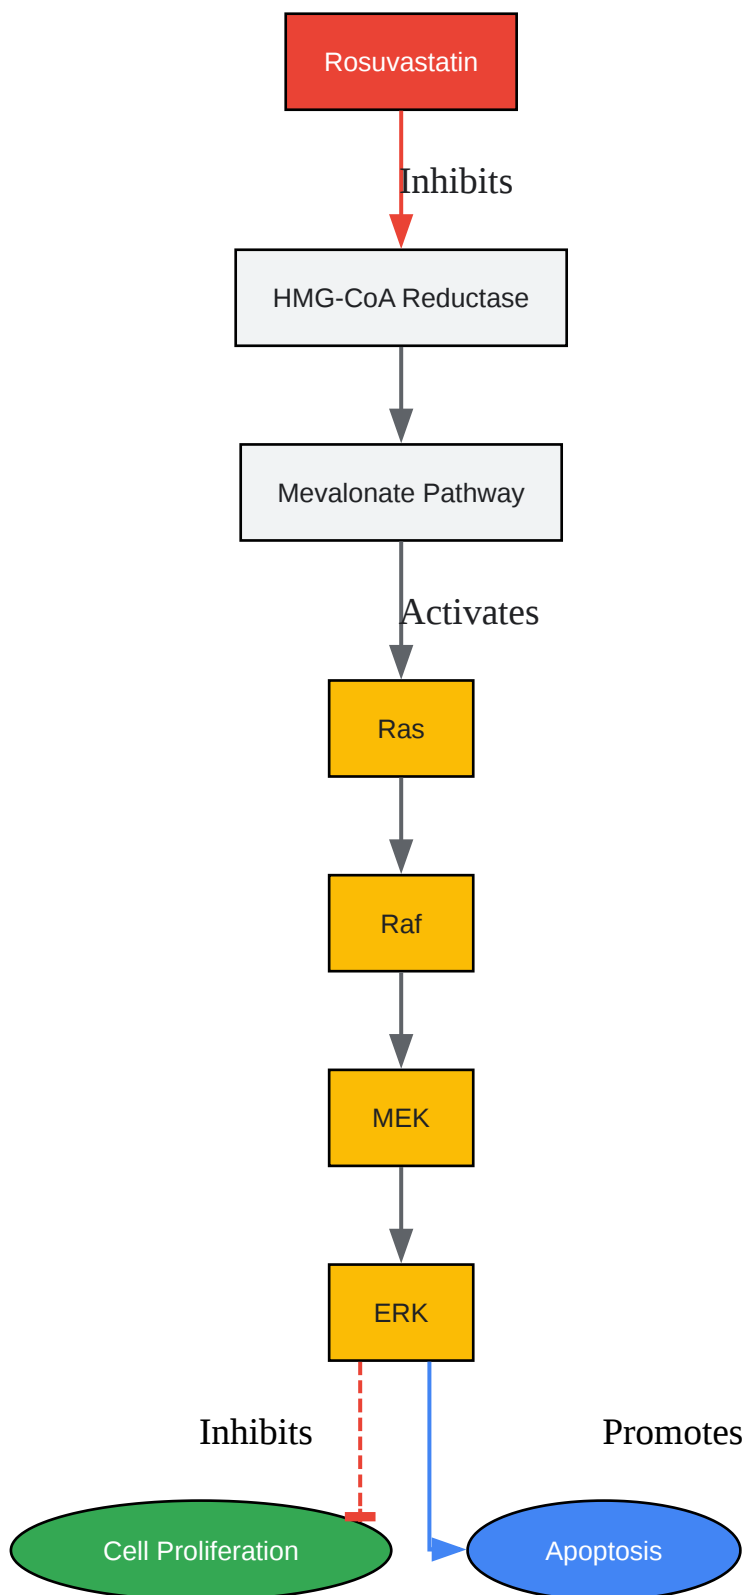 Rosuvastatin
Inhibits
HMG-CoA Reductase
Mevalonate Pathway
Activates
Ras
Raf
MEK
ERK
Inhibits
Promotes
Cell Proliferation
Apoptosis